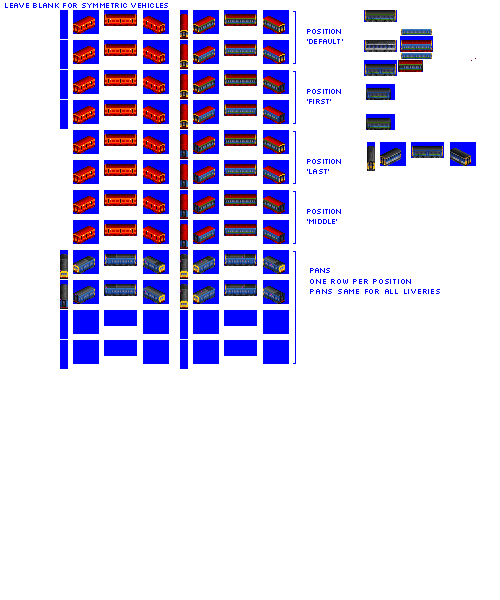 LEAVE BLANK FOR SYMMETRIC VEHICLES
POSITION
'DEFAULT'
POSITION
'FIRST'
POSITION
'LAST'
POSITION
'MIDDLE'
PANS
ONE ROW PER POSITION
PANS SAME FOR ALL LIVERIES